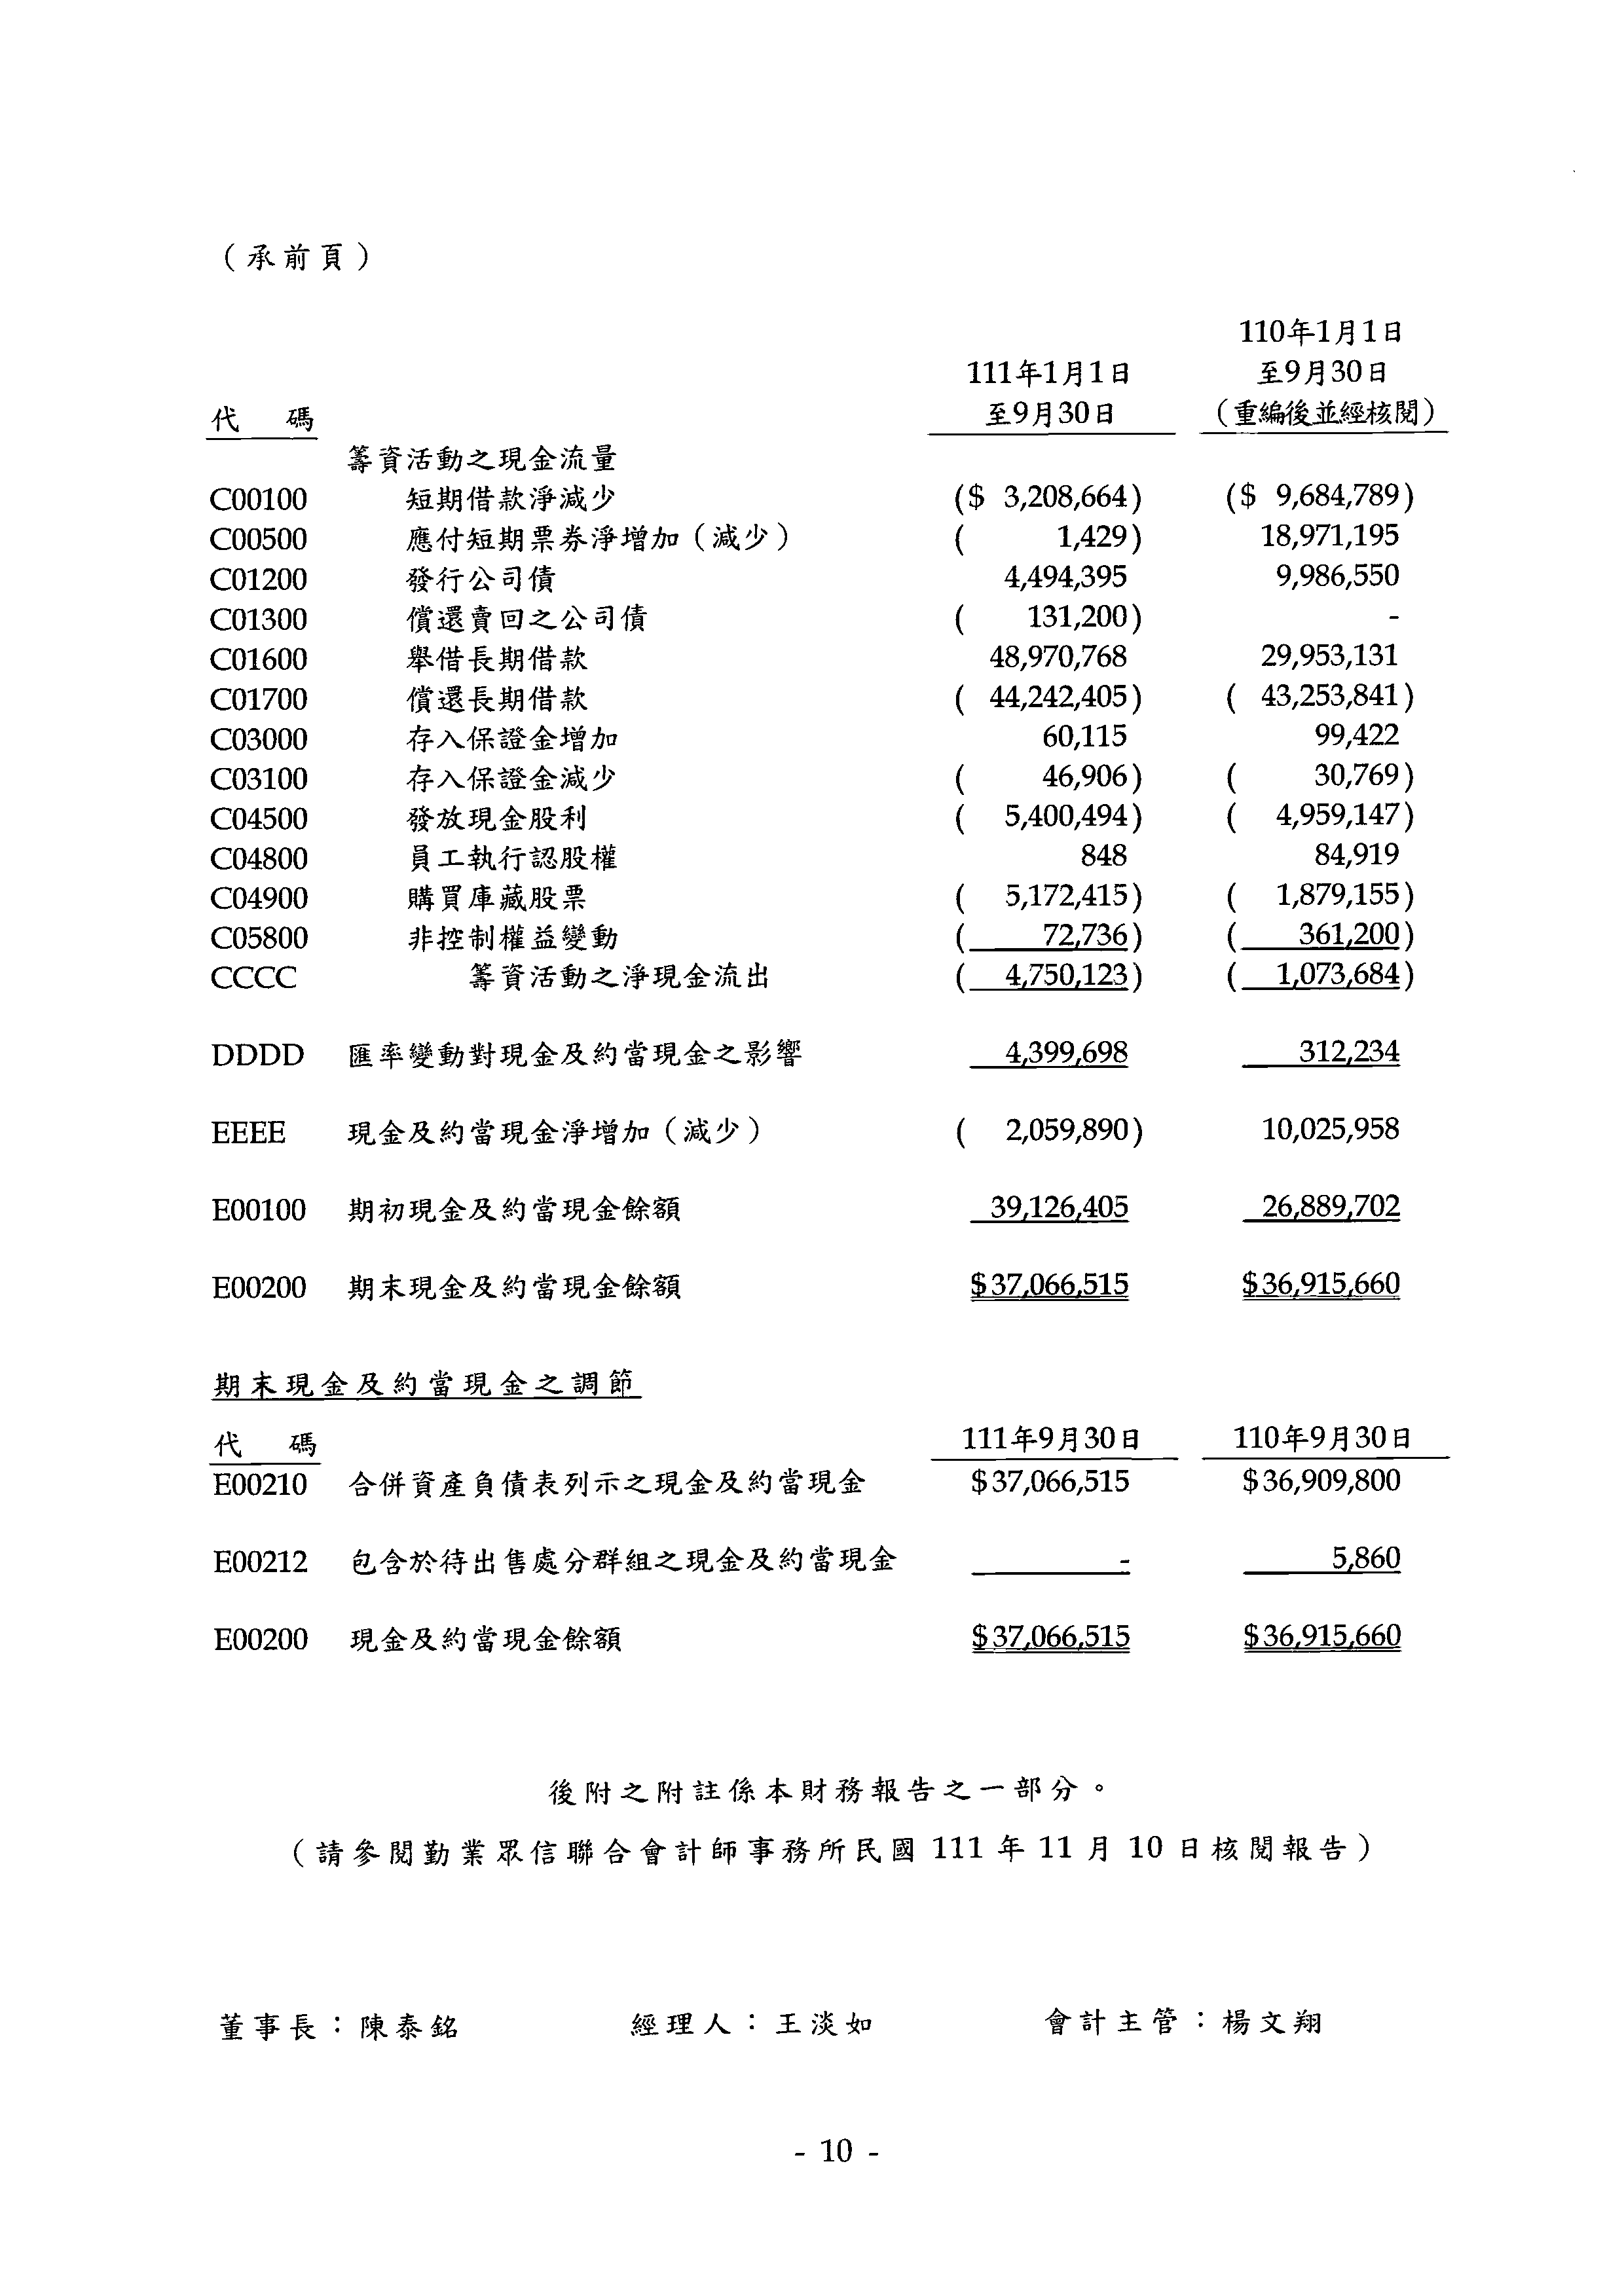 （承前頁）
110年1月1日
111年1月1日 至9月30日
代 碼 至9月30日 （重編後並經核閱）
籌資活動之現金流量
C00100 短期借款淨減少 ($ 3,208,664) ($ 9,684,789)
C00500 應付短期票券淨增加（減少） ( 1,429) 18,971,195
C01200 發行公司債 4,494,395 9,986,550
C01300 償還賣回之公司債 ( 131,200) -
C01600 舉借長期借款 48,970,768 29,953,131
C01700 償還長期借款 ( 44,242,405) ( 43,253,841)
C03000 存入保證金增加 60,115 99,422
C03100 存入保證金減少 ( 46,906) ( 30,769)
C04500 發放現金股利 ( 5,400,494) ( 4,959,147)
C04800 員工執行認股權 848 84,919
C04900 購買庫藏股票 ( 5,172,415) ( 1,879,155)
C05800 非控制權益變動 ( 72,736) ( 361,200)
CCCC 籌資活動之淨現金流出 ( 4,750,123) ( 1,073,684)
DDDD 匯率變動對現金及約當現金之影響 4,399,698 312,234
EEEE 現金及約當現金淨增加（減少） ( 2,059,890) 10,025,958
E00100 期初現金及約當現金餘額 39,126,405 26,889,702
E00200 期末現金及約當現金餘額 $37,066,515 $36,915,660
期末現金及約當現金之調節
代 碼 111年9月30日 110年9月30日
E00210 合併資產負債表列示之現金及約當現金 $37,066,515 $36,909,800
E00212 包含於待出售處分群組之現金及約當現金 - 5,860
E00200 現金及約當現金餘額 $37,066,515 $36,915,660
後附之附註係本財務報告之一部分。
（請參閱勤業眾信聯合會計師事務所民國 111 年 11 月 10 日核閱報告）
董事長：陳泰銘 經理人：王淡如 會計主管：楊文翔
- 10 -